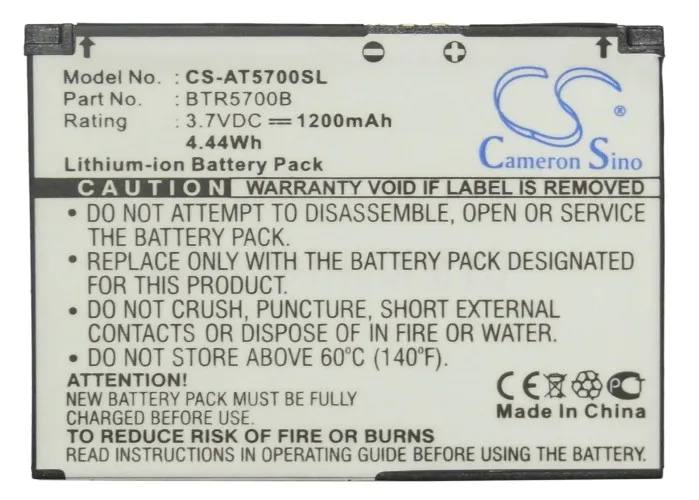 Model No. : CS-AT5700SL
Part No. : BTR5700B
Rating : 3.7VDC 1200mAh
4.44Wh
Lithium-ion Battery Pack
CS ®
Cameron Sino
CAUTION WARRANTY VOID IF LABEL IS REMOVED
• DO NOT ATTEMPT TO DISASSEMBLE, OPEN OR SERVICE
THE BATTERY PACK.
• REPLACE ONLY WITH THE BATTERY PACK DESIGNATED
FOR THIS PRODUCT.
• DO NOT CRUSH, PUNCTURE, SHORT EXTERNAL
CONTACTS OR DISPOSE OF IN FIRE OR WATER.
• DO NOT STORE ABOVE 60°C (140°F).
ATTENTION!
NEW BATTERY PACK MUST BE FULLY
CHARGED BEFORE USE.
CE
Made In China
TO REDUCE RISK OF FIRE OR BURNS
READ INSTRUCTIONS IN OPERATING GUIDE BEFORE USING THE BATTERY.